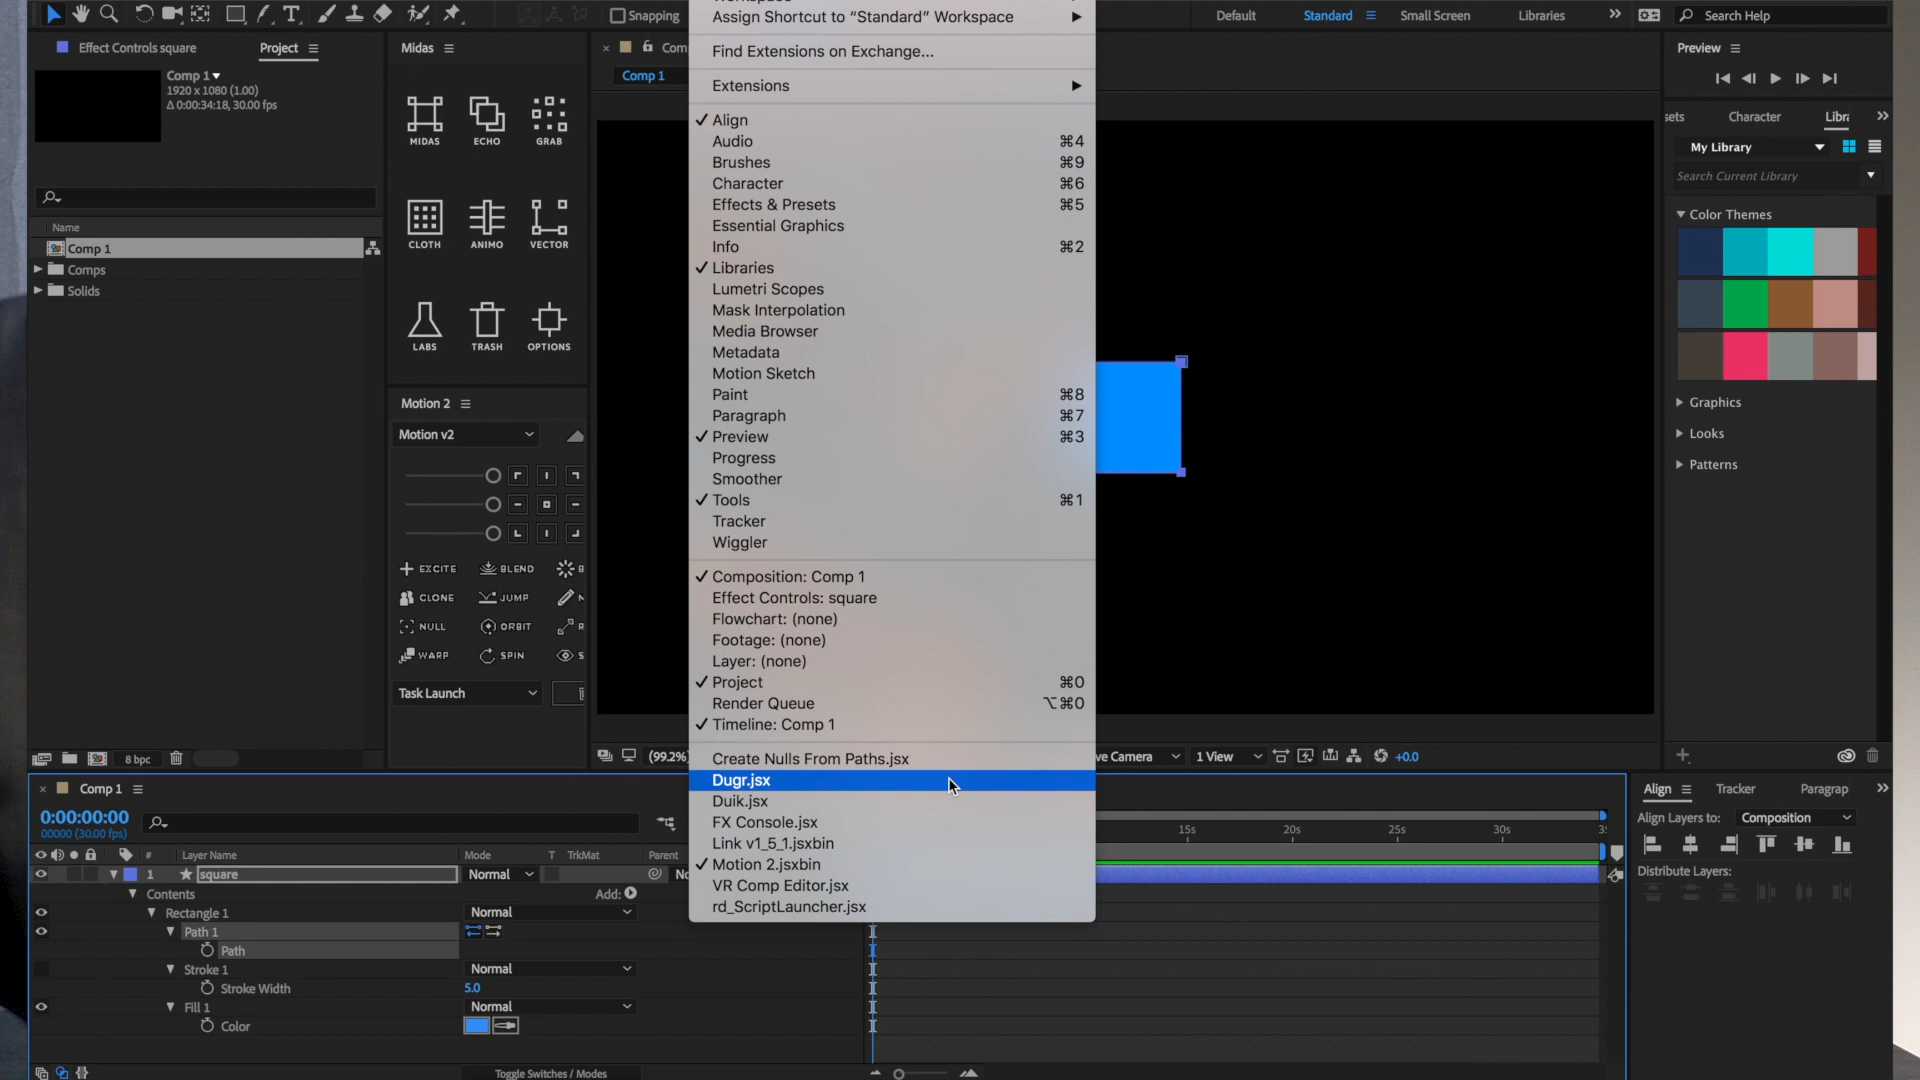 Snapping
Assign Shortcut to “Standard” Workspace
Find Extensions on Exchange...
Extensions
Align
Audio ⌘4
Brushes ⌘9
Character ⌘6
Effects & Presets ⌘5
Essential Graphics
Info ⌘2
Libraries
Lumetri Scopes
Mask Interpolation
Media Browser
Metadata
Motion Sketch
Paint ⌘8
Paragraph ⌘7
Preview ⌘3
Progress
Smoother
Tools ⌘1
Tracker
Wiggler
Composition: Comp 1
Effect Controls: square
Flowchart: (none)
Footage: (none)
Layer: (none)
Project ⌘0
Render Queue ⌥⌘0
Timeline: Comp 1
Create Nulls From Paths.jsx
Dugr.jsx
Duik.jsx
FX Console.jsx
Link v1_5_1.jsxbin
Motion 2.jsxbin
VR Comp Editor.jsx
rd_ScriptLauncher.jsx
Default Standard Small Screen Libraries
Search Help
Effect Controls square Project
Comp 1
1920 x 1080 (1.00)
Δ 0:00:34:18, 30.00 fps
Name
Comp 1
Comps
Solids
8 bpc
Midas
MIDAS ECHO GRAB
CLOTH ANIMO VECTOR
LABS TRASH OPTIONS
Motion 2
Motion v2
EXCITE BLEND
CLONE JUMP
NULL ORBIT
WARP SPIN
Task Launch
Com
Comp 1
(99.2%)
ve Camera 1 View +0.0
Preview
sets Character Libra
My Library
Search Current Library
Color Themes
Graphics
Looks
Patterns
Comp 1
0:00:00:00
00000 (30.00 fps)
# Layer Name Mode T TrkMat Parent
1 square Normal No
Contents Add:
Rectangle 1 Normal
Path 1
Path
Stroke 1 Normal
Stroke Width 5.0
Fill 1 Normal
Color
Toggle Switches / Modes
15s 20s 25s 30s
Align Tracker Paragrap
Align Layers to: Composition
Distribute Layers: